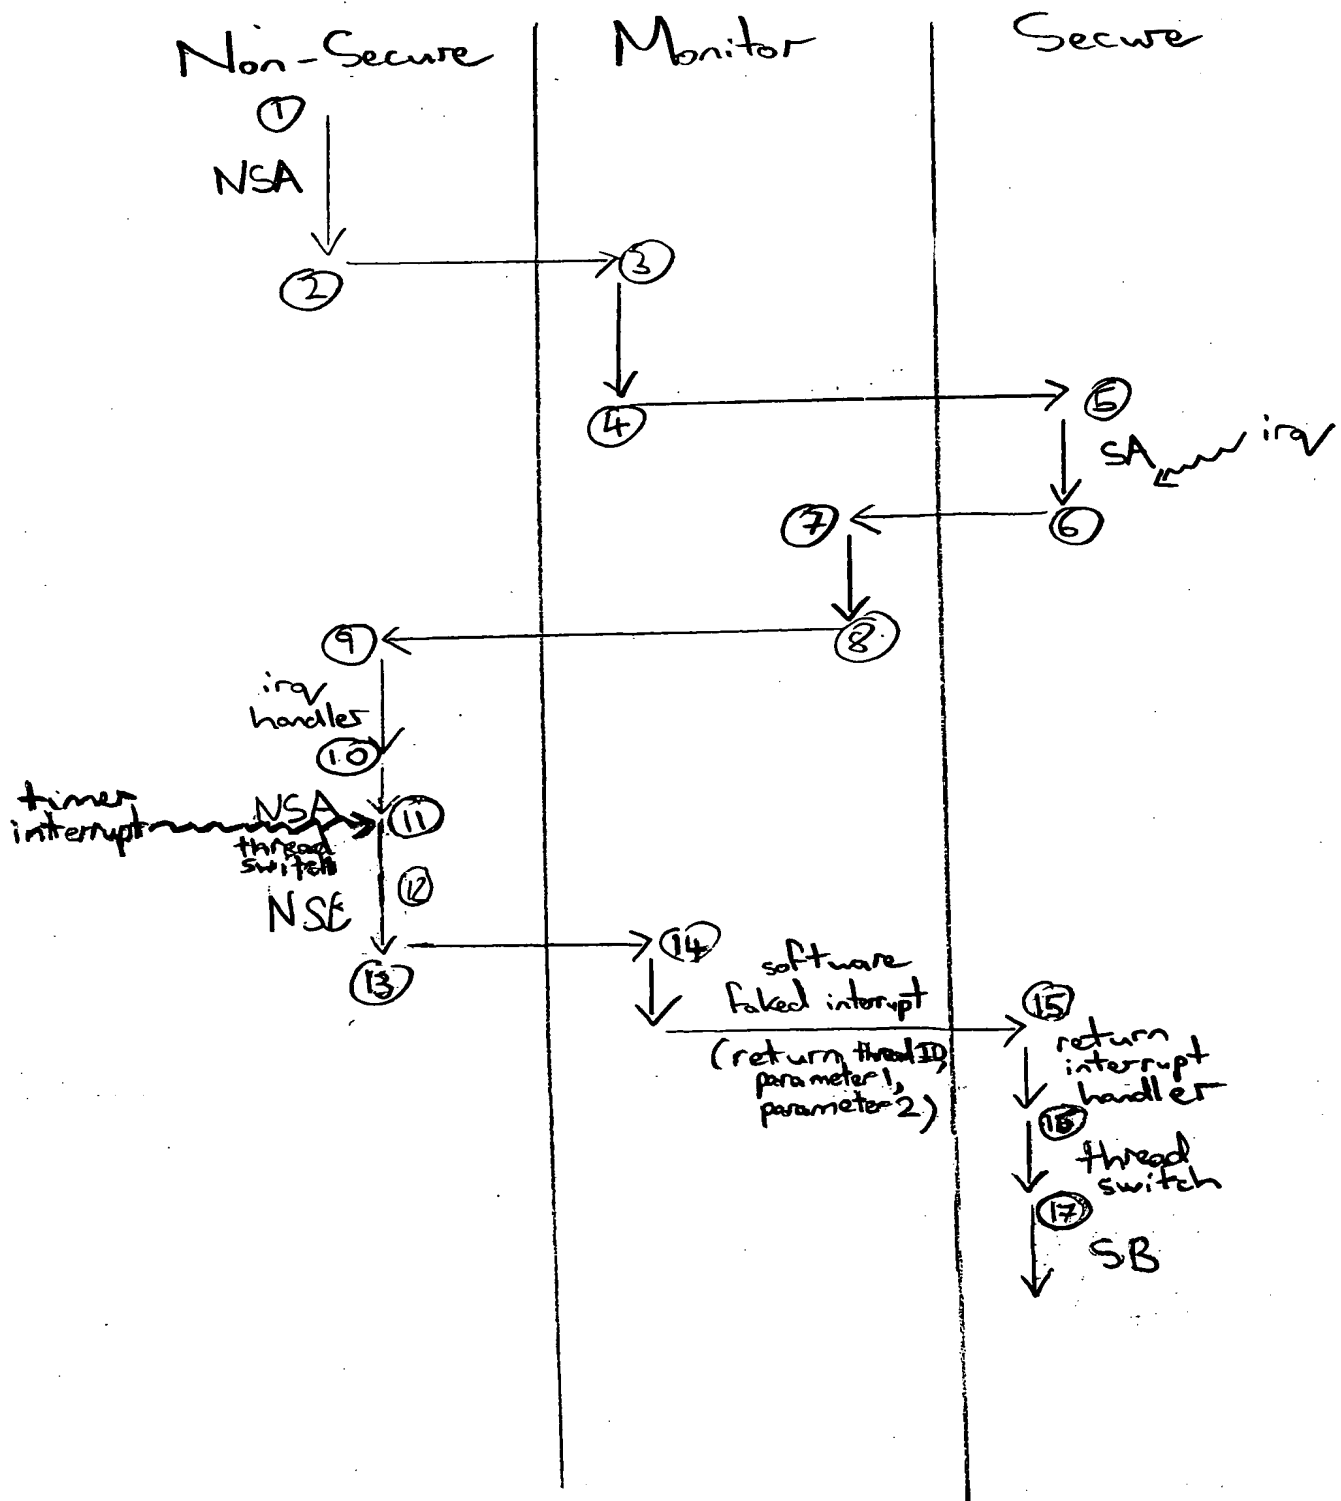 Non-Secure
Monitor
Secure
1
NSA
2
3
4
5
SA
irq
6
7
8
9
irq
handler
10
timer
interrupt
NSA
11
thread
switch
12
NSE
13
14
software
faked interrupt
(return, thread ID,
parameter 1,
parameter 2)
15
return
interrupt
handler
16
thread
switch
17
SB